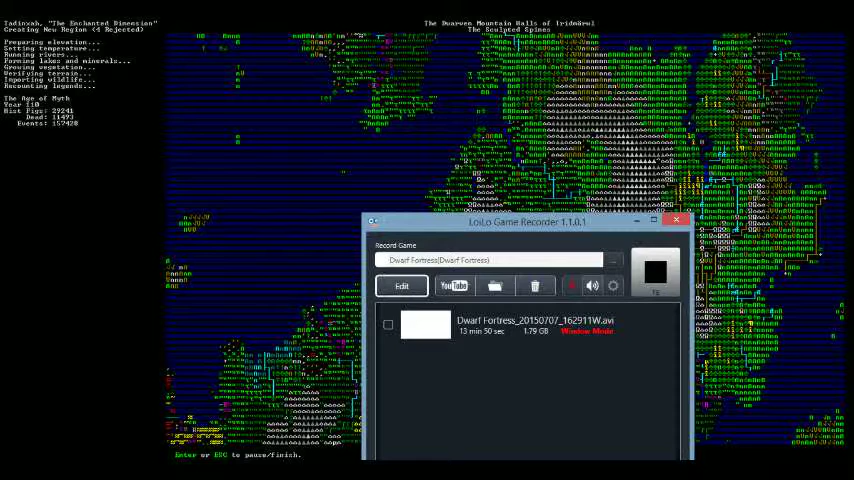 Tadinxah, "The Enchanted Dimension"
Creating New Region (4 Rejected)
The Dwarven Mountain Halls of Iridnârul
The Sculpted Spines
Preparing elevation...
Setting temperature...
Running rivers...
Forming lakes and minerals...
Growing vegetation...
Verifying terrain...
Importing wildlife...
Recounting legends...
The Age of Myth
Year 110
Hist Figs: 29241
Dead: 11493
Events: 157420
LoiLo Game Recorder 1.1.0.1
Record Game
Dwarf Fortress(Dwarf Fortress)
...
Edit
YouTube
F6
Dwarf Fortress_20150707_162911W.avi
13 min 50 sec
1.79 GB
Window Mode
Enter or ESC to pause/finish.